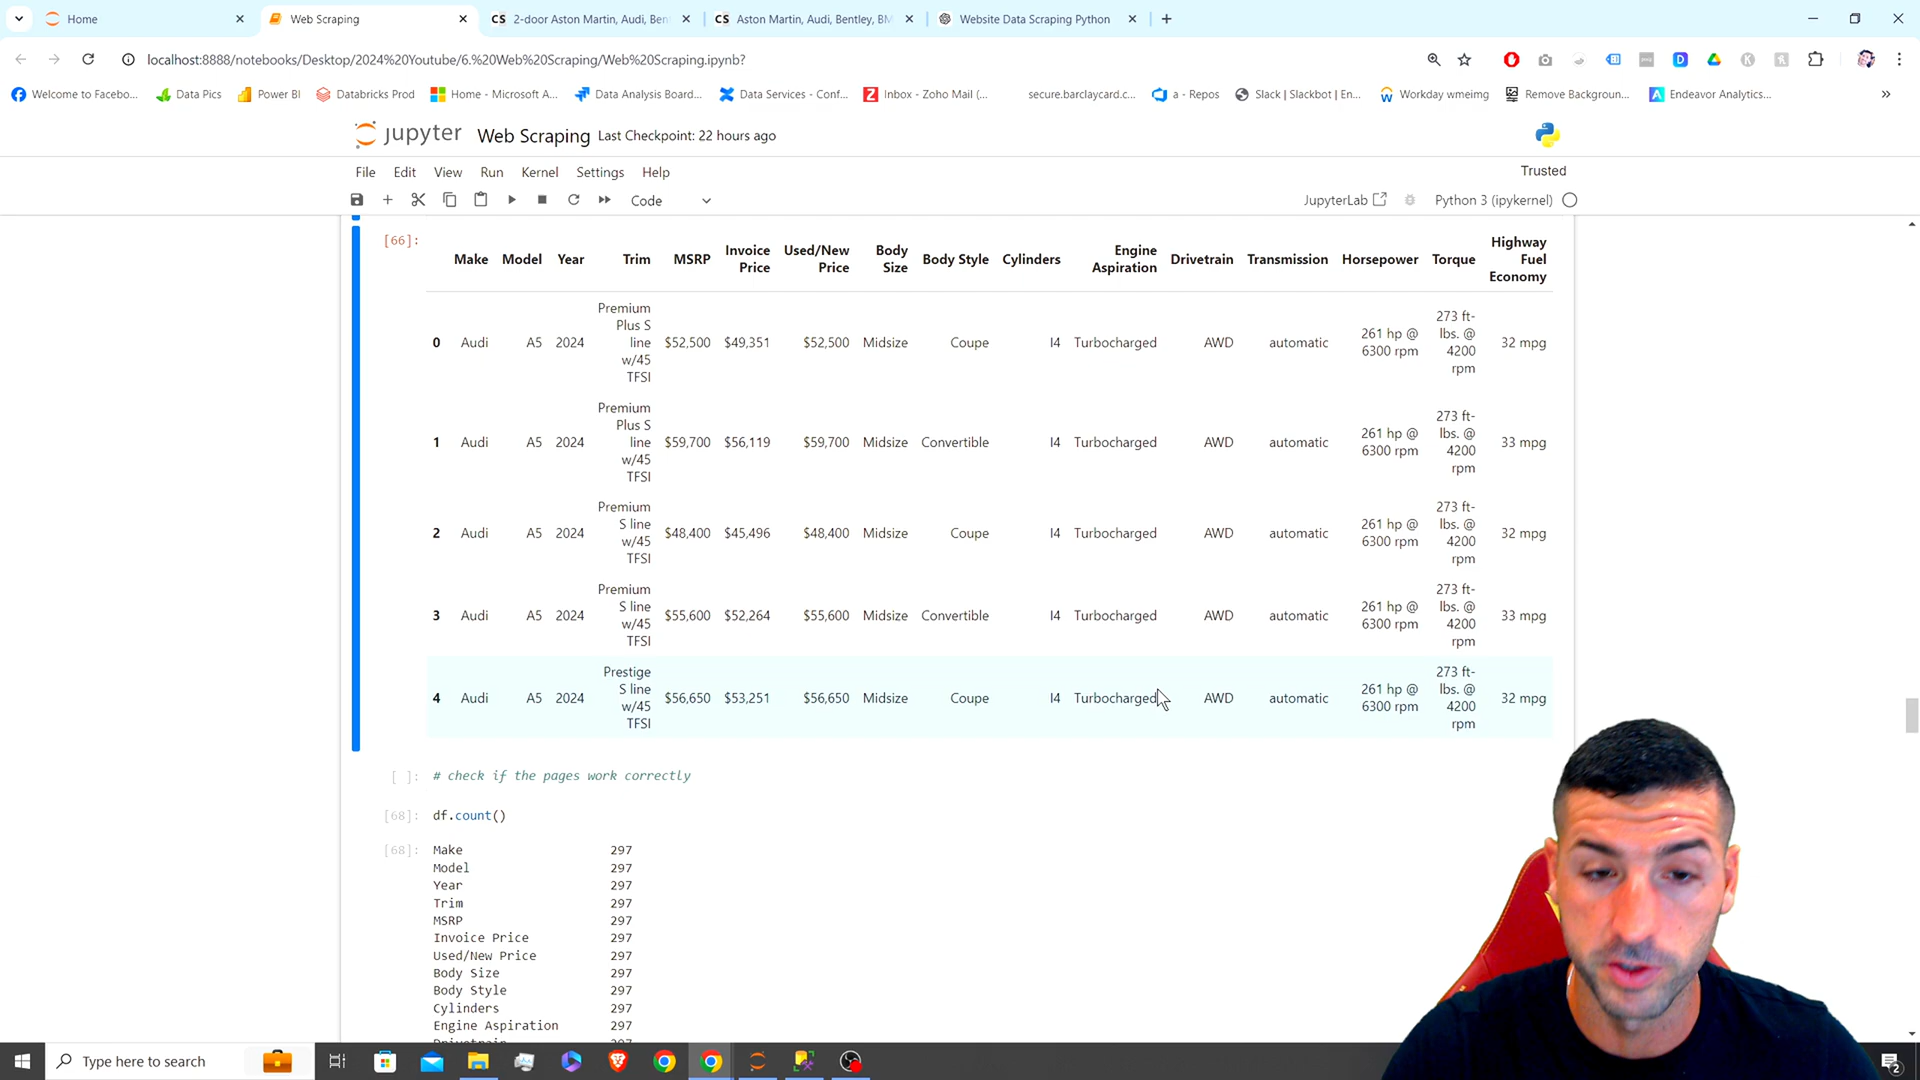 Home
Web Scraping
CS 2-door Aston Martin, Audi, Ben
CS Aston Martin, Audi, Bentley, BM
Website Data Scraping Python
localhost:8888/notebooks/Desktop/2024%20Youtube/6.%20Web%20Scraping/Web%20Scraping.ipynb?
Welcome to Facebo...
Data Pics
Power BI
Databricks Prod
Home - Microsoft A...
Data Analysis Board...
Data Services - Conf...
Inbox - Zoho Mail (...
secure.barclaycard.c...
a - Repos
Slack | Slackbot | En...
Workday wmeimg
Remove Backgroun...
Endeavor Analytics...
jupyter Web Scraping Last Checkpoint: 22 hours ago
File Edit View Run Kernel Settings Help
Trusted
Code
JupyterLab
Python 3 (ipykernel)
[66]:
Make Model Year Trim MSRP Invoice Price Used/New Price Body Size Body Style Cylinders Engine Aspiration Drivetrain Transmission Horsepower Torque Highway Fuel Economy
0 Audi A5 2024 Premium Plus S line w/45 TFSI $52,500 $49,351 $52,500 Midsize Coupe I4 Turbocharged AWD automatic 261 hp @ 6300 rpm 273 ft-lbs. @ 4200 rpm 32 mpg
1 Audi A5 2024 Premium Plus S line w/45 TFSI $59,700 $56,119 $59,700 Midsize Convertible I4 Turbocharged AWD automatic 261 hp @ 6300 rpm 273 ft-lbs. @ 4200 rpm 33 mpg
2 Audi A5 2024 Premium S line w/45 TFSI $48,400 $45,496 $48,400 Midsize Coupe I4 Turbocharged AWD automatic 261 hp @ 6300 rpm 273 ft-lbs. @ 4200 rpm 32 mpg
3 Audi A5 2024 Premium S line w/45 TFSI $55,600 $52,264 $55,600 Midsize Convertible I4 Turbocharged AWD automatic 261 hp @ 6300 rpm 273 ft-lbs. @ 4200 rpm 33 mpg
4 Audi A5 2024 Prestige S line w/45 TFSI $56,650 $53,251 $56,650 Midsize Coupe I4 Turbocharged AWD automatic 261 hp @ 6300 rpm 273 ft-lbs. @ 4200 rpm 32 mpg
[ ]: # check if the pages work correctly
[68]: df.count()
[68]: Make 297
Model 297
Year 297
Trim 297
MSRP 297
Invoice Price 297
Used/New Price 297
Body Size 297
Body Style 297
Cylinders 297
Engine Aspiration 297
Type here to search
2